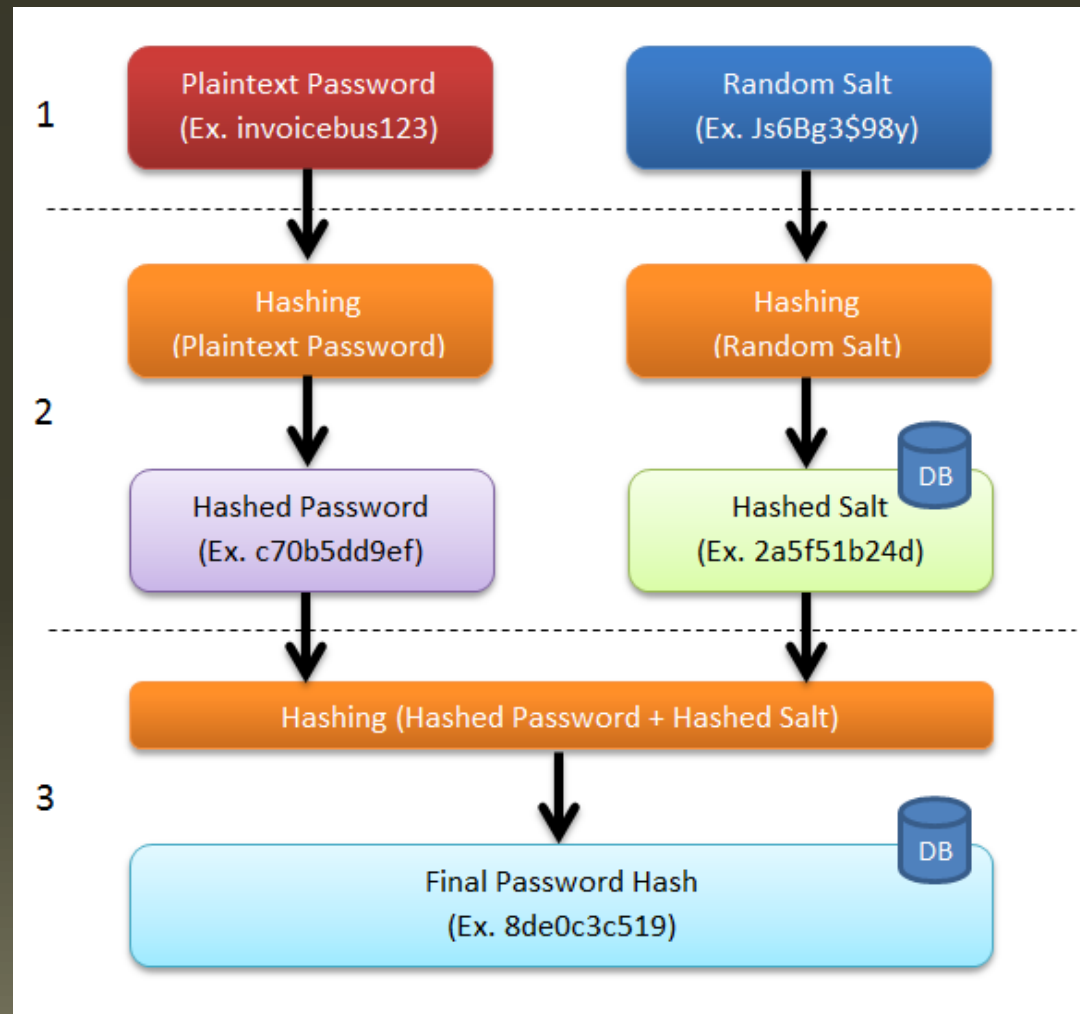 1
Plaintext Password
(Ex. invoicebus123)
Random Salt
(Ex. Js6Bg3$98y)
2
Hashing
(Plaintext Password)
Hashing
(Random Salt)
Hashed Password
(Ex. c70b5dd9ef)
DB
Hashed Salt
(Ex. 2a5f51b24d)
3
Hashing (Hashed Password + Hashed Salt)
DB
Final Password Hash
(Ex. 8de0c3c519)